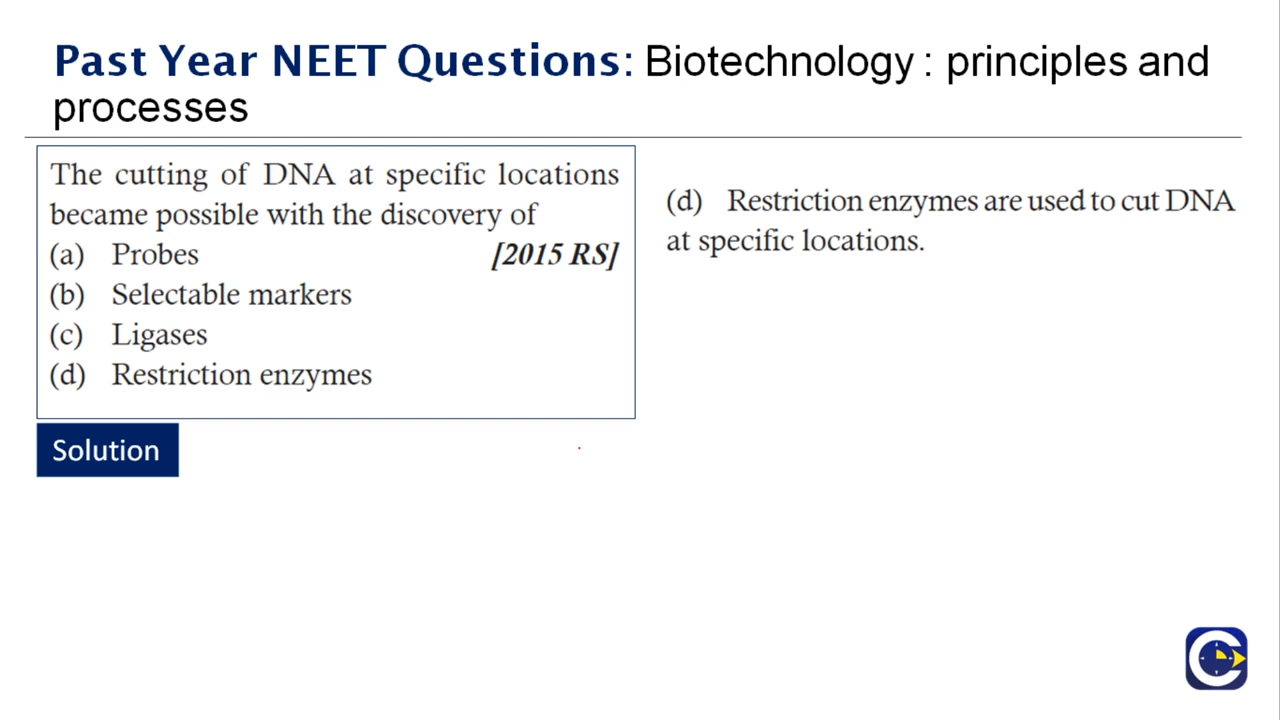 Past Year NEET Questions: Biotechnology : principles and
processes
The cutting of DNA at specific locations
became possible with the discovery of
(a) Probes [2015 RS]
(b) Selectable markers
(c) Ligases
(d) Restriction enzymes
Solution
(d) Restriction enzymes are used to cut DNA
at specific locations.